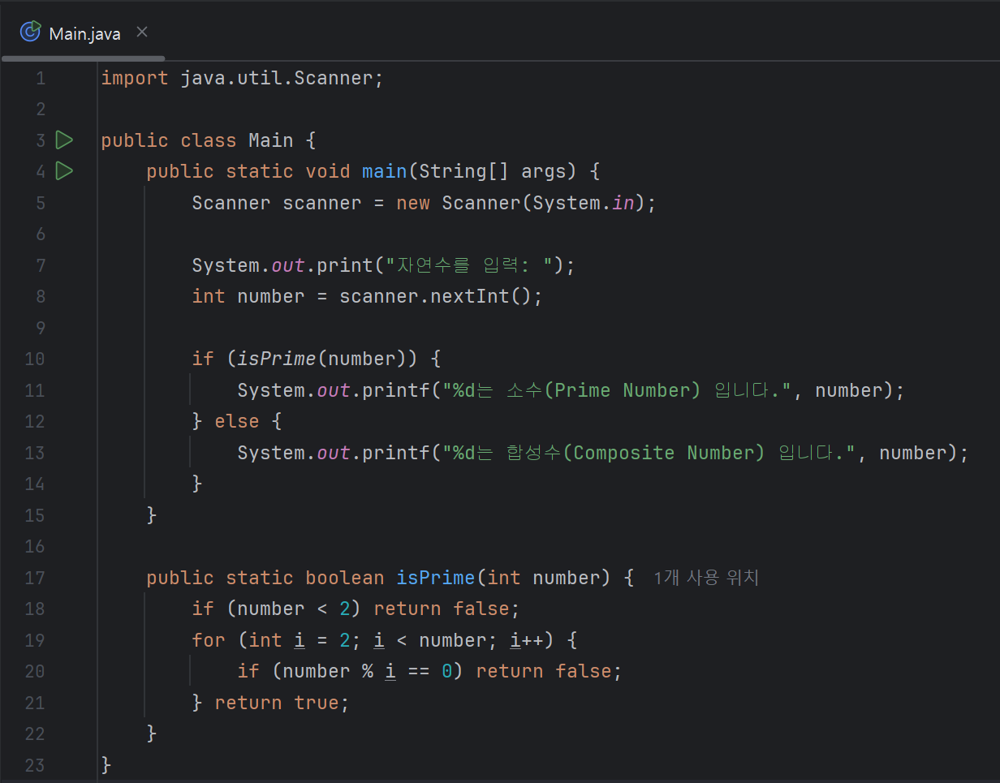 Main.java
1 import java.util.Scanner;
2
3 public class Main {
4 public static void main(String[] args) {
5 Scanner scanner = new Scanner(System.in);
6
7 System.out.print("자연수를 입력: ");
8 int number = scanner.nextInt();
9
10 if (isPrime(number)) {
11 System.out.printf("%d는 소수(Prime Number) 입니다.", number);
12 } else {
13 System.out.printf("%d는 합성수(Composite Number) 입니다.", number);
14 }
15 }
16
17 public static boolean isPrime(int number) { 1개 사용 위치
18 if (number < 2) return false;
19 for (int i = 2; i < number; i++) {
20 if (number % i == 0) return false;
21 } return true;
22 }
23 }